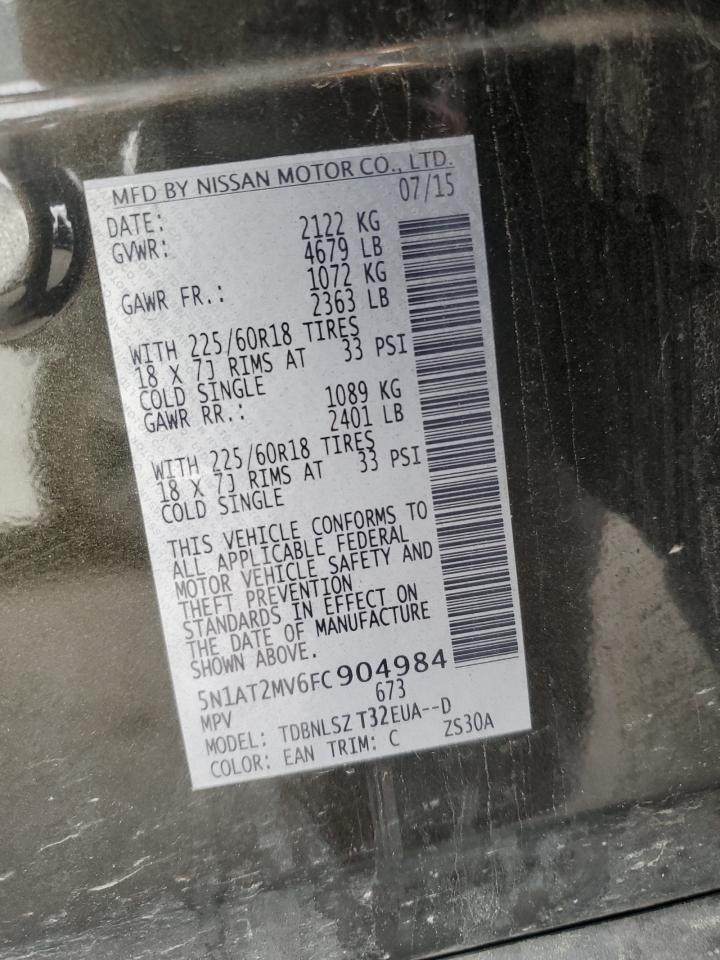 MFD BY NISSAN MOTOR CO., LTD.
DATE: 07/15
GVWR: 2122 KG
4679 LB
GAWR FR.: 1072 KG
2363 LB
WITH 225/60R18 TIRES
18 X 7J RIMS AT 33 PSI
COLD SINGLE
GAWR RR.: 1089 KG
2401 LB
WITH 225/60R18 TIRES
18 X 7J RIMS AT 33 PSI
COLD SINGLE
THIS VEHICLE CONFORMS TO
ALL APPLICABLE FEDERAL
MOTOR VEHICLE SAFETY AND
THEFT PREVENTION
STANDARDS IN EFFECT ON
THE DATE OF MANUFACTURE
SHOWN ABOVE.
5N1AT2MV6FC904984
MPV 673
MODEL: TDBNLSZ T32EUA--D
COLOR: EAN TRIM: C ZS30A